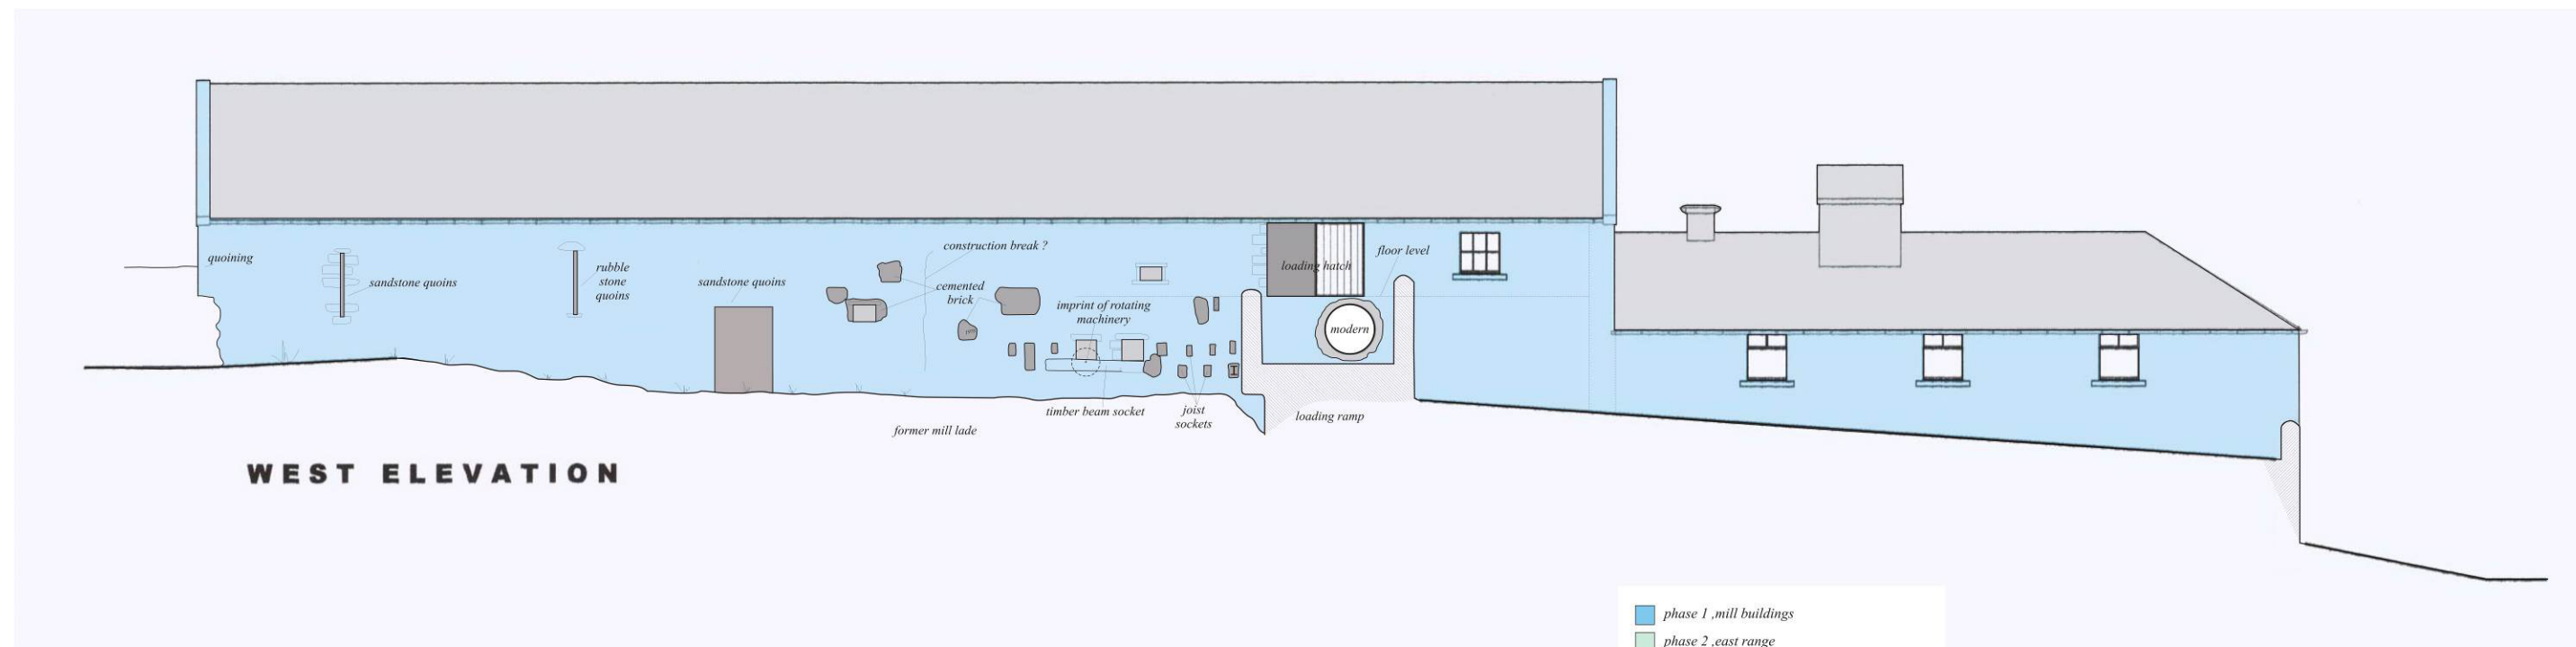 construction break ?
quoining
floor level
loading hatch
sandstone quoins
rubble
stone
quoins
sandstone quoins
cemented
brick
imprint of rotating
machinery
modern
timber beam socket
joist
sockets
loading ramp
former mill lade
WEST ELEVATION
phase 1 ,mill buildings
phase 2 ,east range